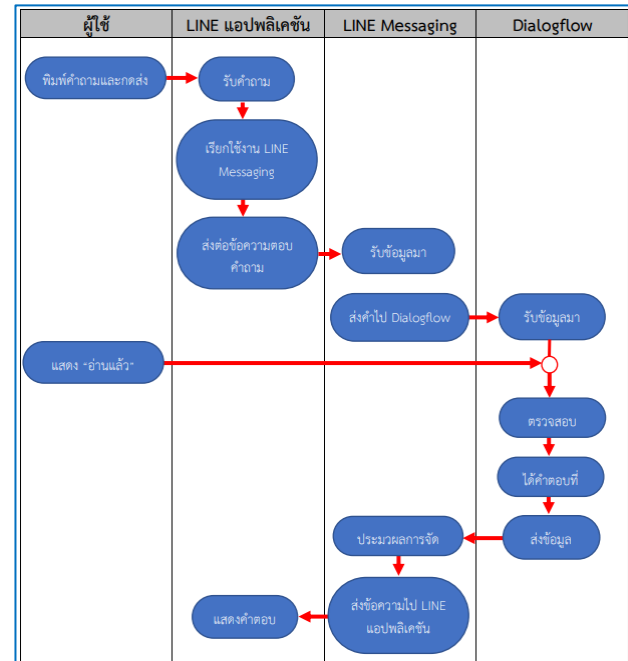 ผู้ใช้ LINE แอปพลิเคชัน LINE Messaging Dialogflow
พิมพ์คำถามและกดส่ง รับคำถาม
เรียกใช้งาน LINE
Messaging
ส่งต่อข้อความตอบ
คำถาม
รับข้อมูลมา
ส่งคำไป Dialogflow รับข้อมูลมา
แสดง "อ่านแล้ว"
ตรวจสอบ
ได้คำตอบที่
ประมวผลการจัด ส่งข้อมูล
ส่งข้อความไป LINE
แอปพลิเคชัน
แสดงคำตอบ